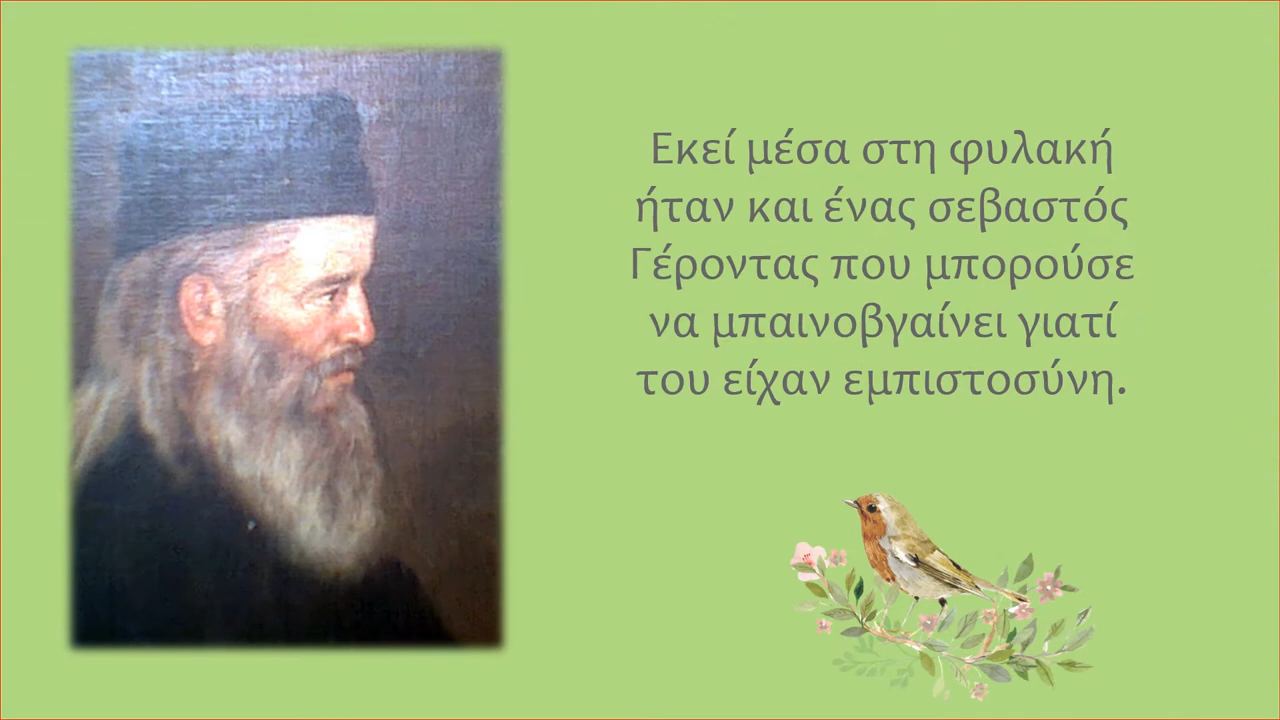 Εκεί μέσα στη φυλακή
ήταν και ένας σεβαστός
Γέροντας που μπορούσε
να μπαινοβγαίνει γιατί
του είχαν εμπιστοσύνη.